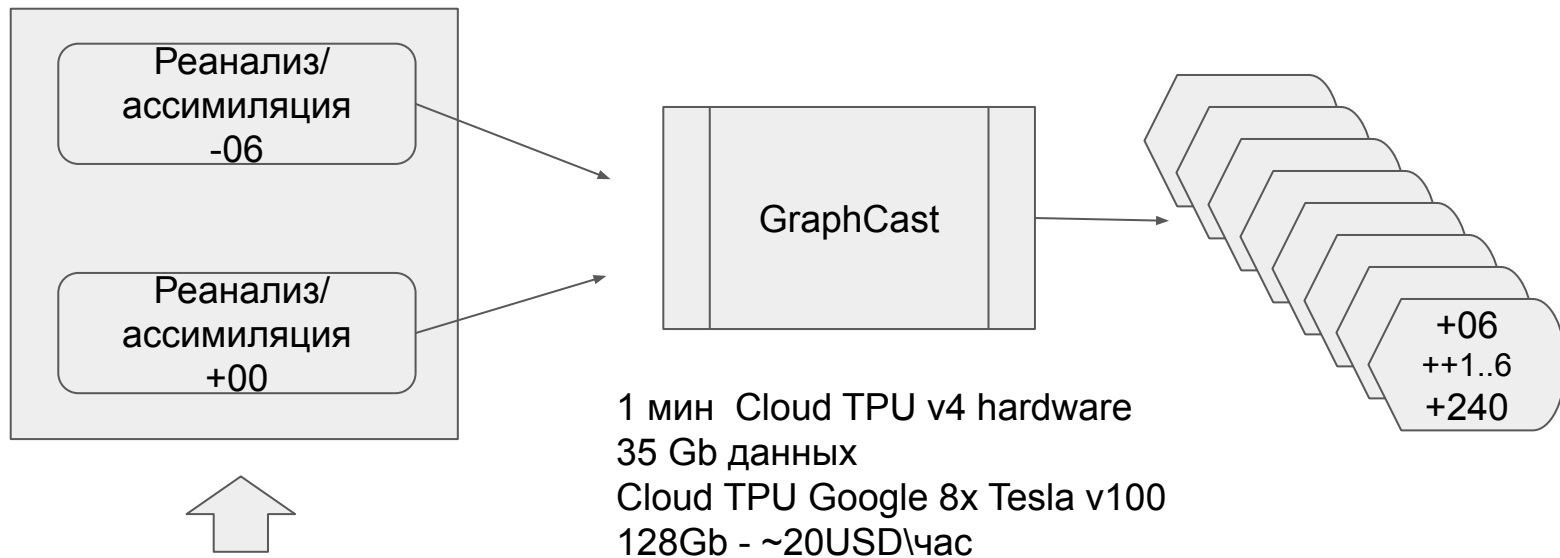 Реанализ/
ассимиляция
-06
Реанализ/
ассимиляция
+00
GraphCast
+06
++1..6
+240
1 мин  Cloud TPU v4 hardware
35 Gb данных
Cloud TPU Google 8x Tesla v100
128Gb - ~20USD\час